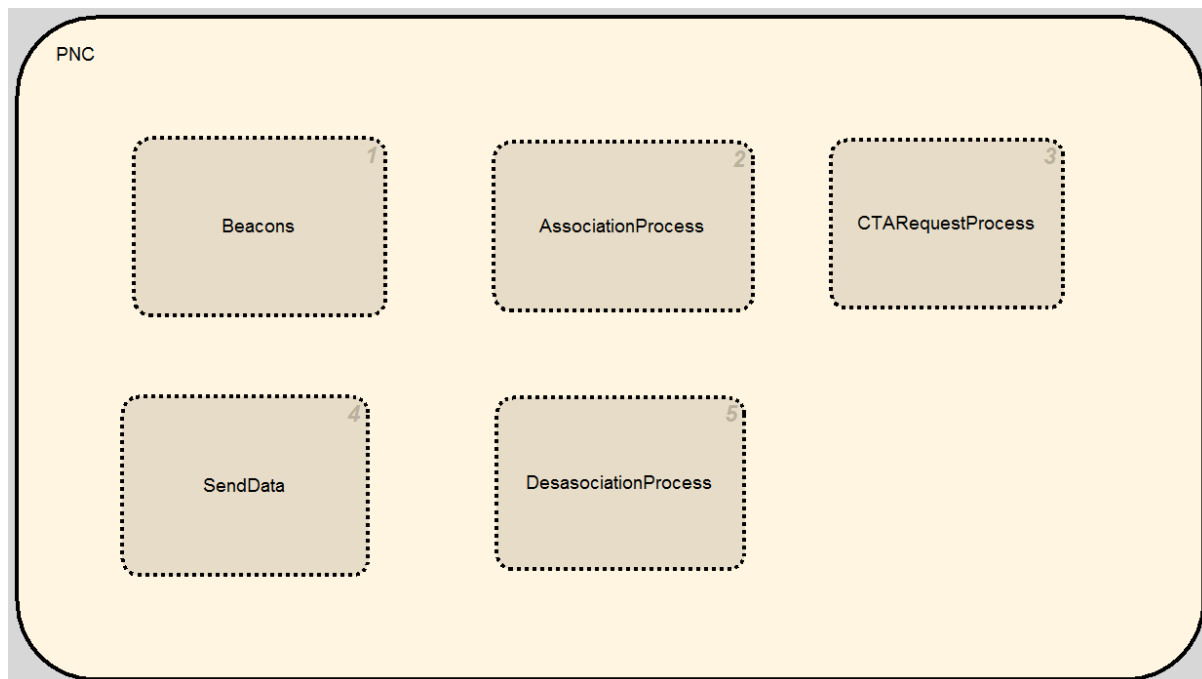 PNC
1
Beacons
2
AssociationProcess
3
CTARequestProcess
4
SendData
5
DesasociationProcess